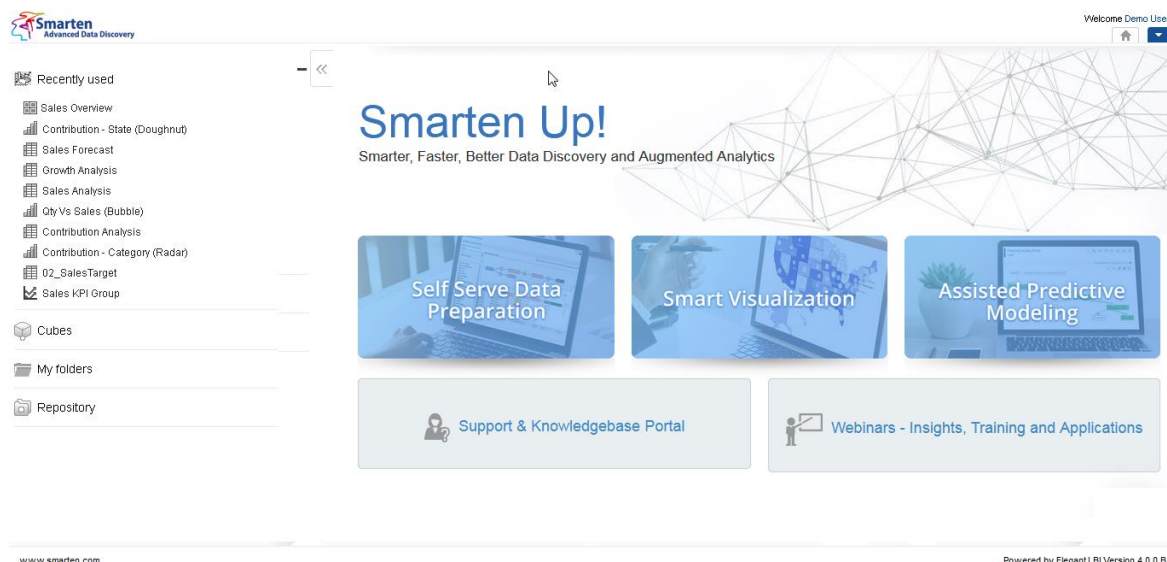 Smarten
Advanced Data Discovery
Welcome Demo Use
Recently used
Sales Overview
Contribution - State (Doughnut)
Sales Forecast
Growth Analysis
Sales Analysis
Qty Vs Sales (Bubble)
Contribution Analysis
Contribution - Category (Radar)
02_SalesTarget
Sales KPI Group
Cubes
My folders
Repository
Smarten Up!
Smarter, Faster, Better Data Discovery and Augmented Analytics
Self Serve Data
Preparation
Smart Visualization
Assisted Predictive
Modeling
Support & Knowledgebase Portal
Webinars - Insights, Training and Applications
www.smarten.com
Powered by ElegantJ BI Version 4.0.0 B